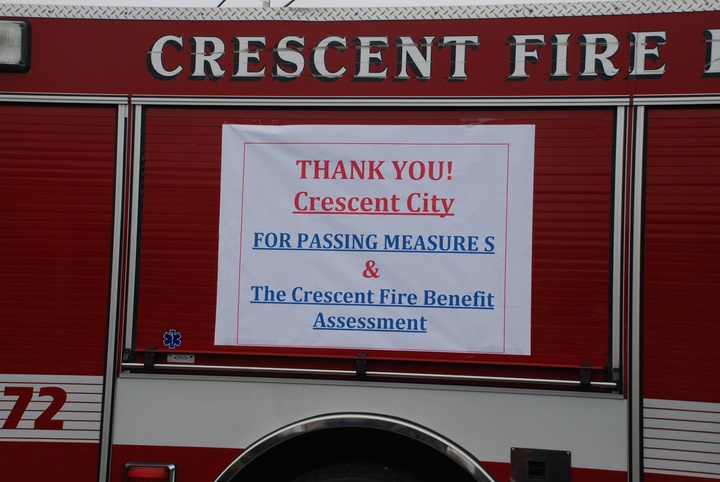 CRESCENT FIRE
THANK YOU!
Crescent City
FOR PASSING MEASURE S
&
The Crescent Fire Benefit
Assessment
72